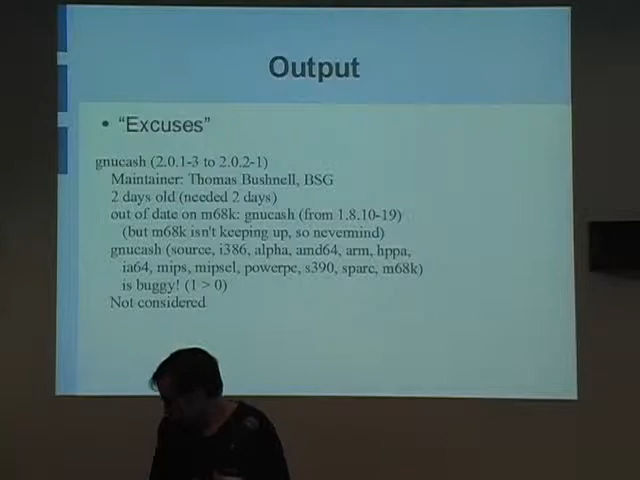 Output
• “Excuses”
gnucash (2.0.1-3 to 2.0.2-1)
Maintainer: Thomas Bushnell, BSG
2 days old (needed 2 days)
out of date on m68k: gnucash (from 1.8.10-19)
(but m68k isn't keeping up, so nevermind)
gnucash (source, i386, alpha, amd64, arm, hppa,
ia64, mips, mipsel, powerpc, s390, sparc, m68k)
is buggy! (1 > 0)
Not considered